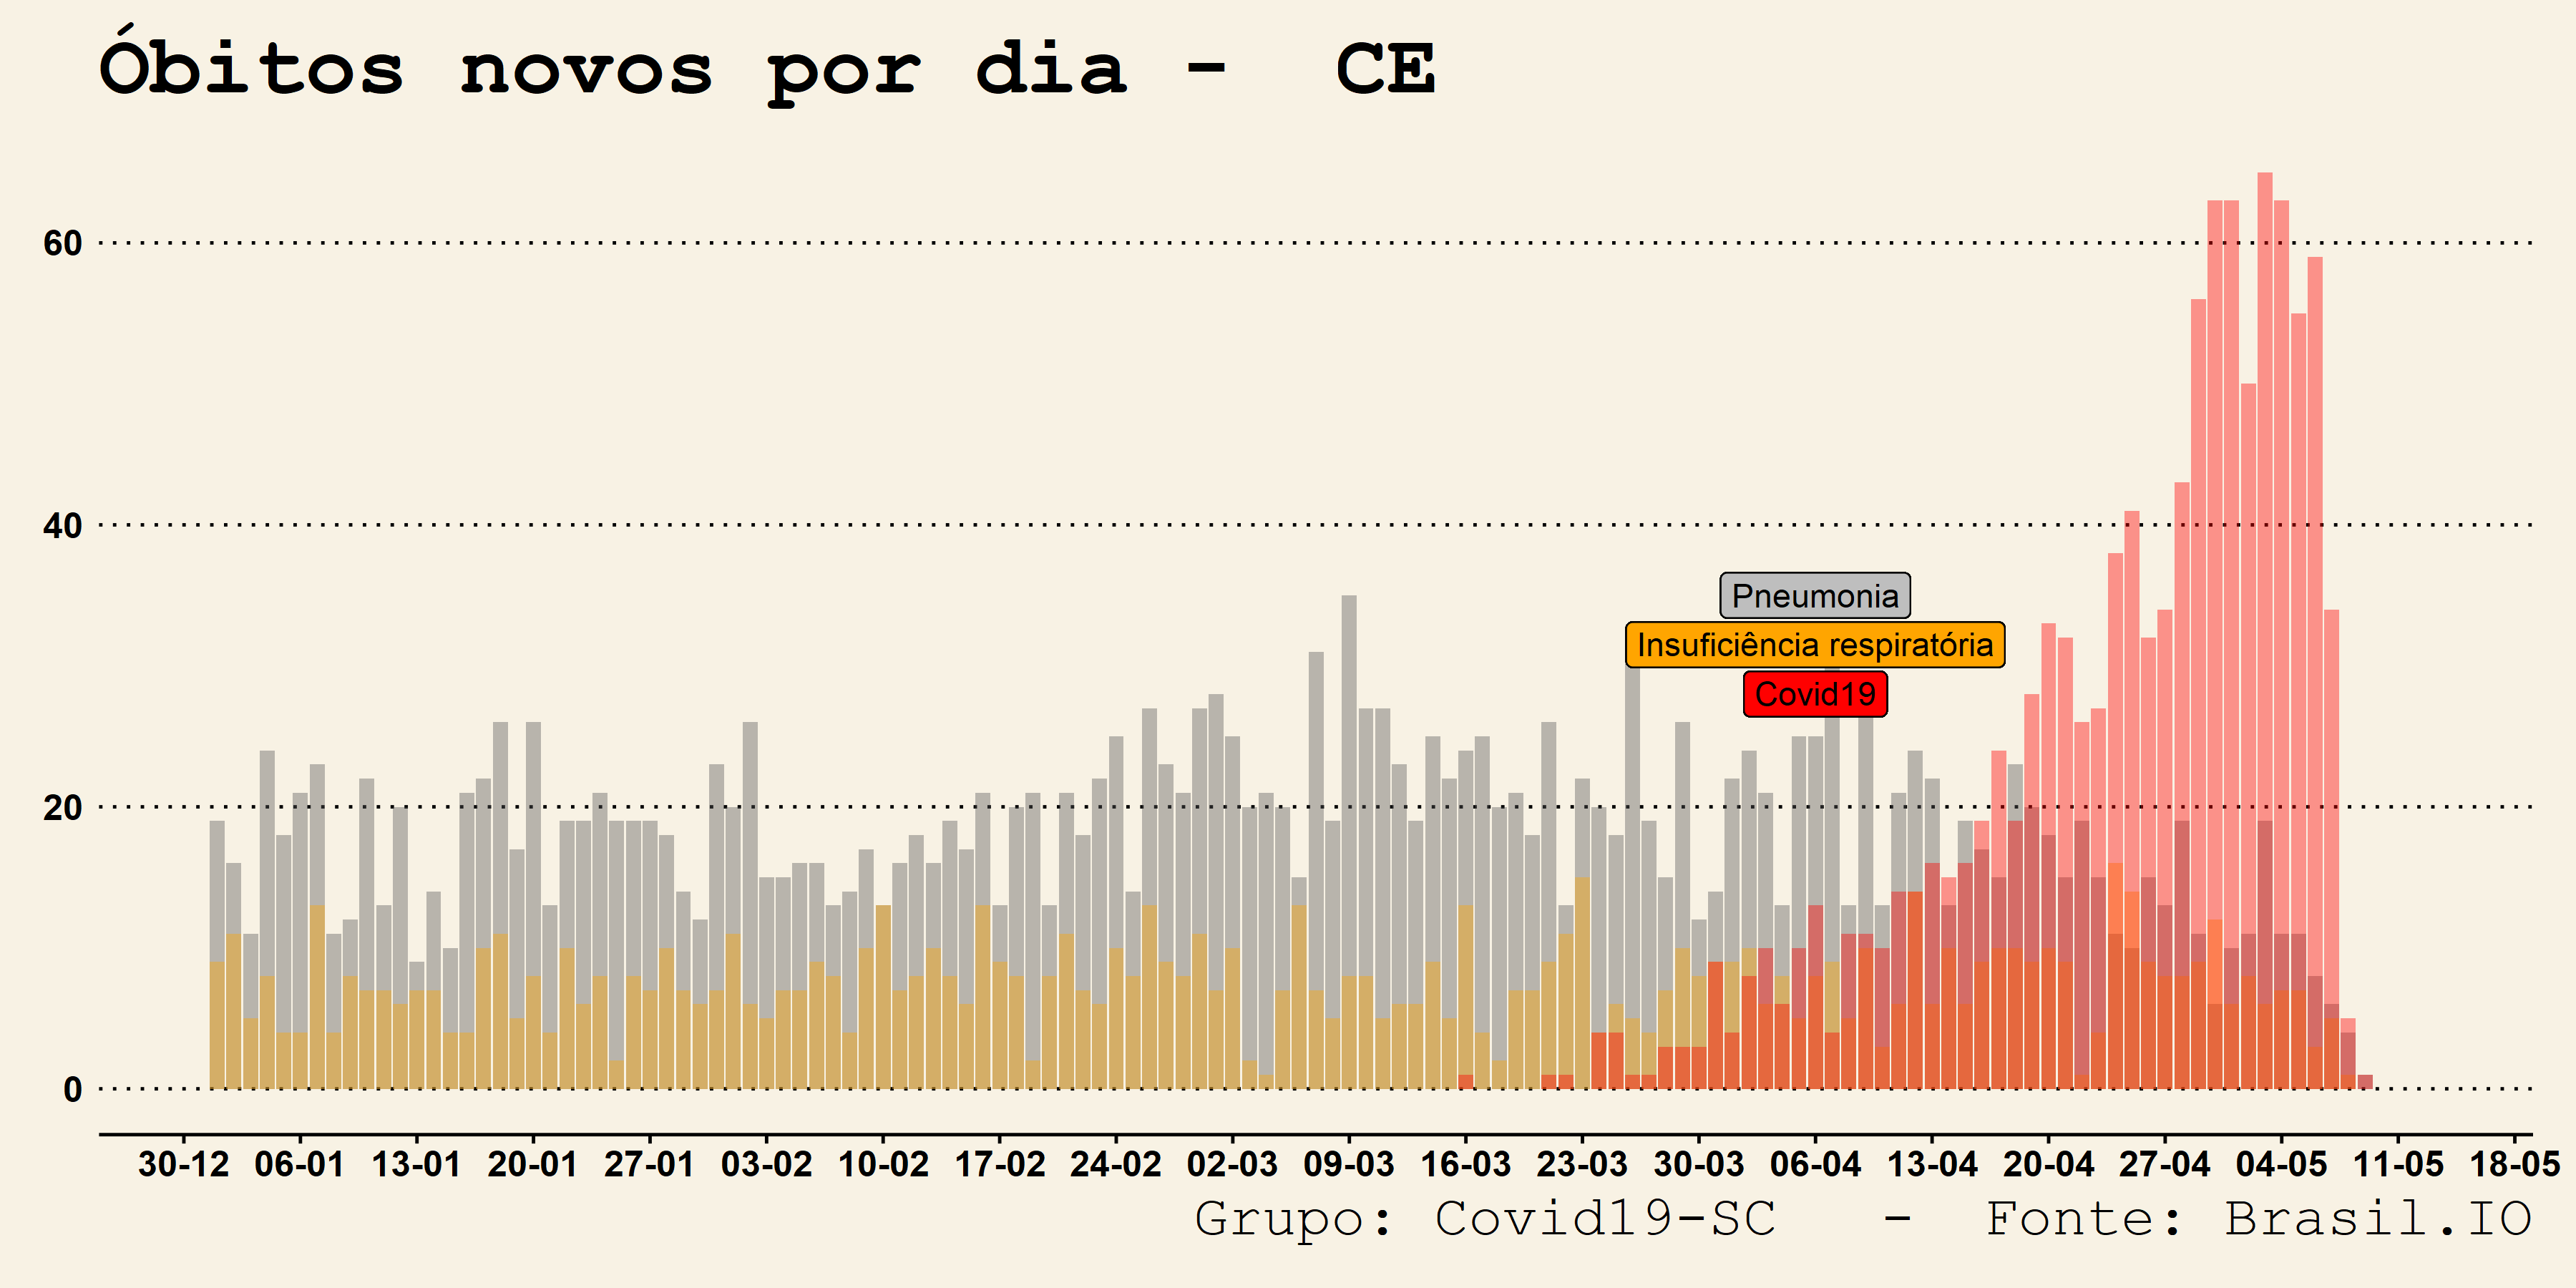 Óbitos novos por dia -  CE
60
40
20
0
Pneumonia
Insuficiência respiratória
Covid19
30-12 06-01 13-01 20-01 27-01 03-02 10-02 17-02 24-02 02-03 09-03 16-03 23-03 30-03 06-04 13-04 20-04 27-04 04-05 11-05 18-05
Grupo: Covid19-SC  -  Fonte: Brasil.IO